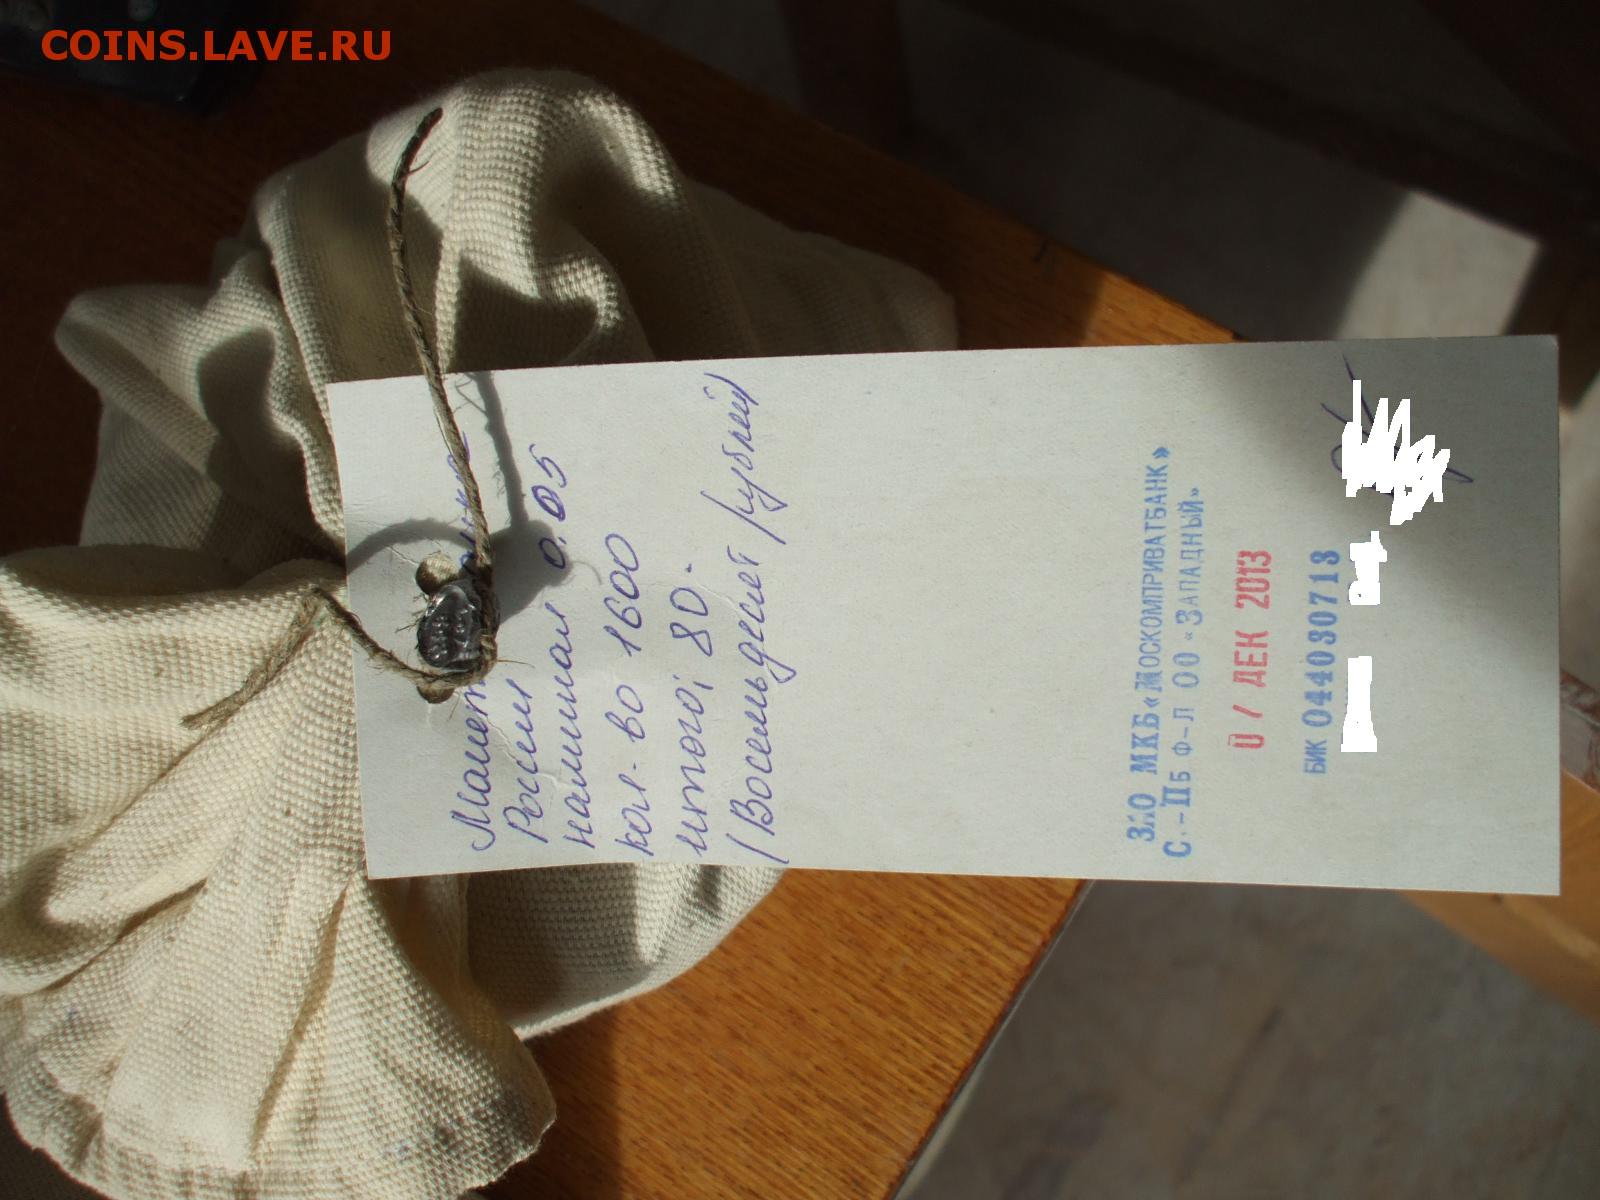 COINS.LAVE.RU
Монет
России
номинал 0.05
кол-во 1600
итого; 80.
(Восемьдесят рублей)
ЗАО МКБ «МОСКОМПРИВАТБАНК»
С.-ПБ Ф-Л ОО «ЗАПАДНЫЙ»
ДЕК 2013
БИК 044030713